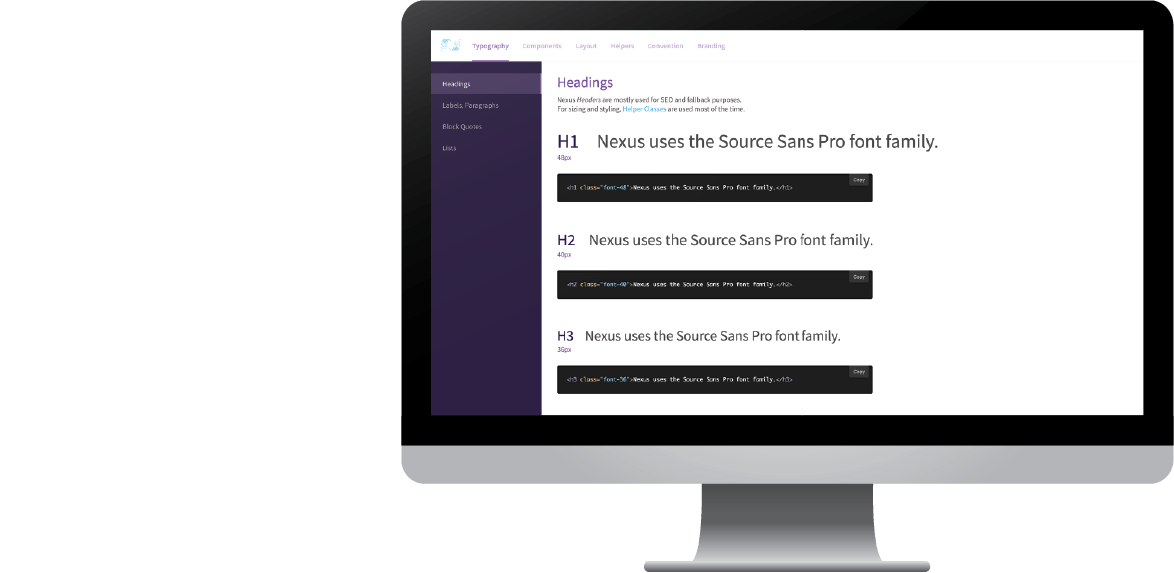 Typography Components Layout Helpers Convention Branding
Headings
Labels, Paragraphs
Block Quotes
Lists
Headings
Nexus Headers are mostly used for SEO and fallback purposes.
For sizing and styling, Helper Classes are used most of the time.
H1 Nexus uses the Source Sans Pro font family.
48px
Copy
<h1 class="font-48">Nexus uses the Source Sans Pro font family.</h1>
H2 Nexus uses the Source Sans Pro font family.
40px
Copy
<h2 class="font-40">Nexus uses the Source Sans Pro font family.</h2>
H3 Nexus uses the Source Sans Pro font family.
36px
Copy
<h3 class="font-36">Nexus uses the Source Sans Pro font family.</h3>